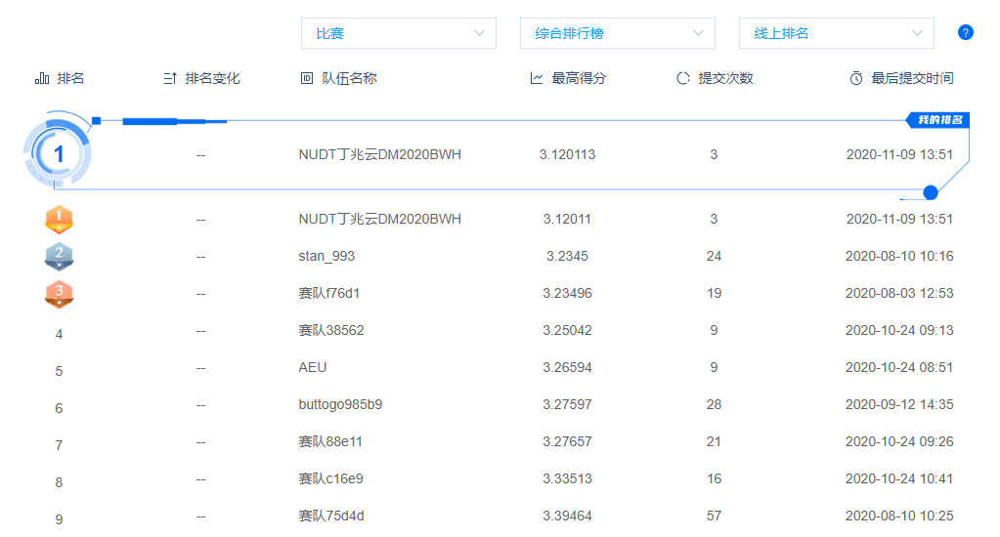 比赛 综合排行榜 线上排名 ?
排名 排名变化 队伍名称 最高得分 提交次数 最后提交时间
我的排名
1 -- NUDT丁兆云DM2020BWH 3.120113 3 2020-11-09 13:51
1 -- NUDT丁兆云DM2020BWH 3.12011 3 2020-11-09 13:51
2 -- stan_993 3.2345 24 2020-08-10 10:16
3 -- 赛队f76d1 3.23496 19 2020-08-03 12:53
4 -- 赛队38562 3.25042 9 2020-10-24 09:13
5 -- AEU 3.26594 9 2020-10-24 08:51
6 -- buttogo985b9 3.27597 28 2020-09-12 14:35
7 -- 赛队88e11 3.27657 21 2020-10-24 09:26
8 -- 赛队c16e9 3.33513 16 2020-10-24 10:41
9 -- 赛队75d4d 3.39464 57 2020-08-10 10:25